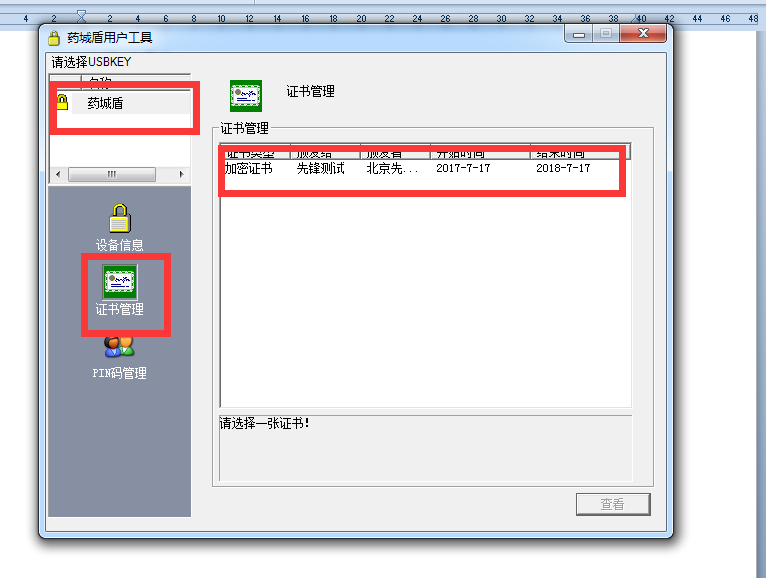 4 2 2 4 6 8 10 12 14 16 18 20 22 24 26 28 30 32 34 36 38 40 42 44 46 48
药城盾用户工具
请选择USBKEY
名称
药城盾
设备信息
证书管理
PIN码管理
证书管理
证书管理
证书类型 颁发给 颁发者 开始时间 结束时间
加密证书 先锋测试 北京先... 2017-7-17 2018-7-17
请选择一张证书!
查看